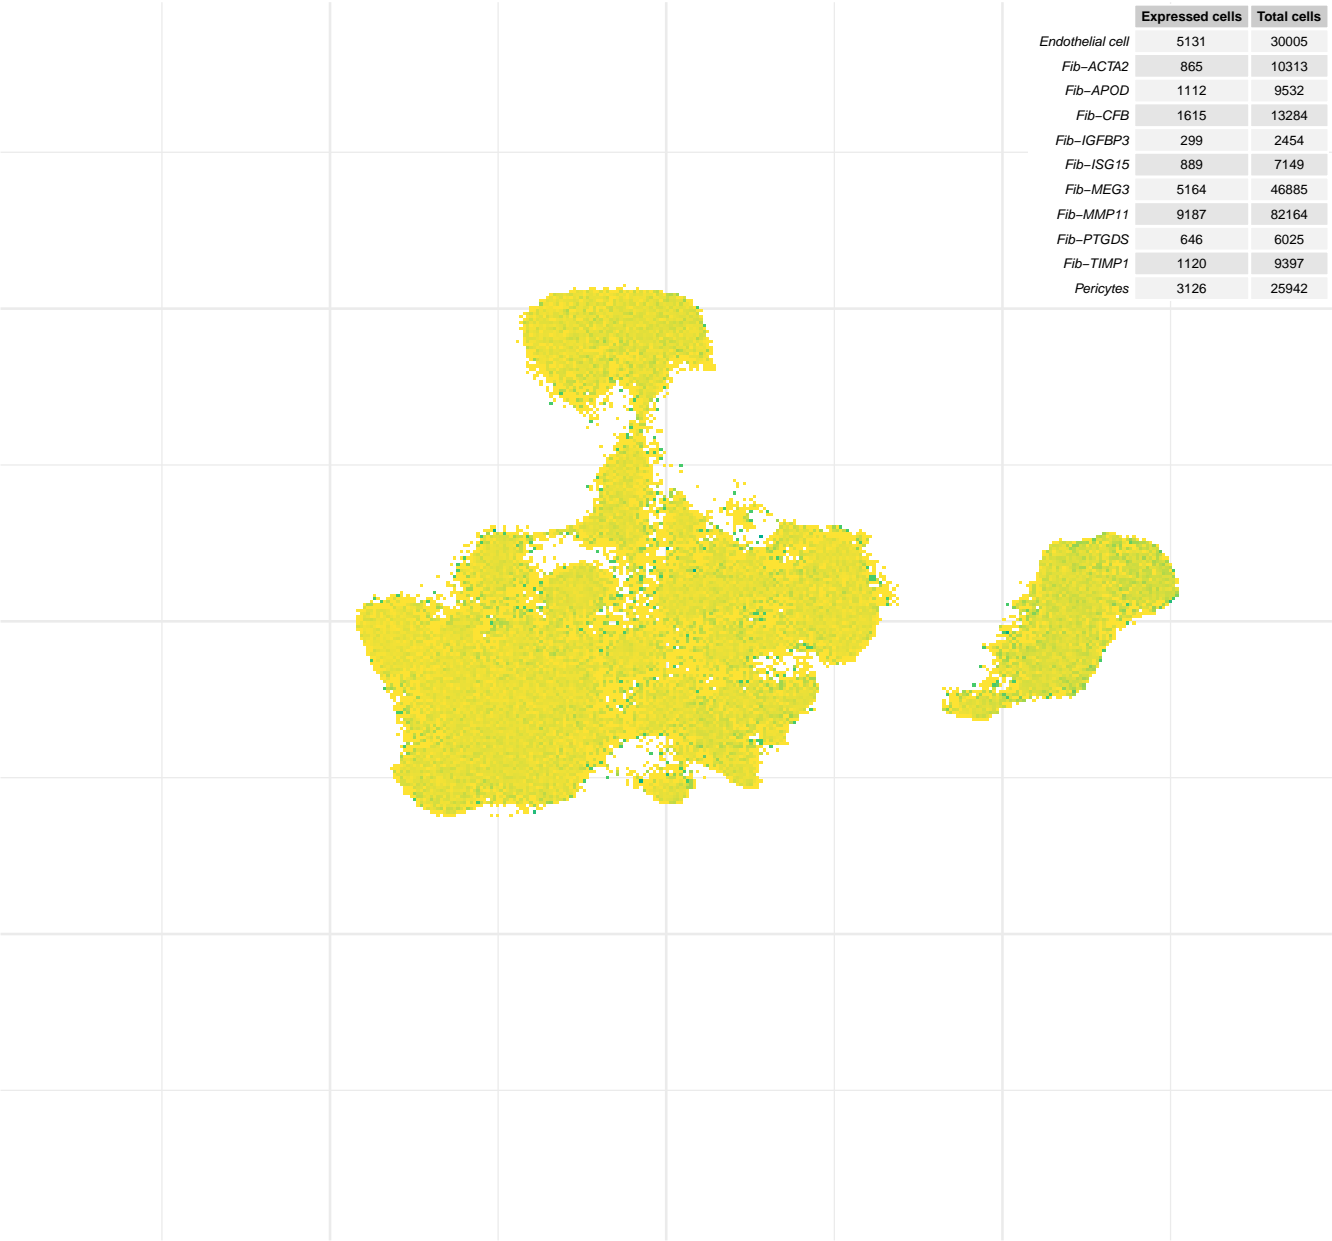 Expressed cells Total cells
Endothelial cell 5131 30005
Fib−ACTA2 865 10313
Fib−APOD 1112 9532
Fib−CFB 1615 13284
Fib−IGFBP3 299 2454
Fib−ISG15 889 7149
Fib−MEG3 5164 46885
Fib−MMP11 9187 82164
Fib−PTGDS 646 6025
Fib−TIMP1 1120 9397
Pericytes 3126 25942